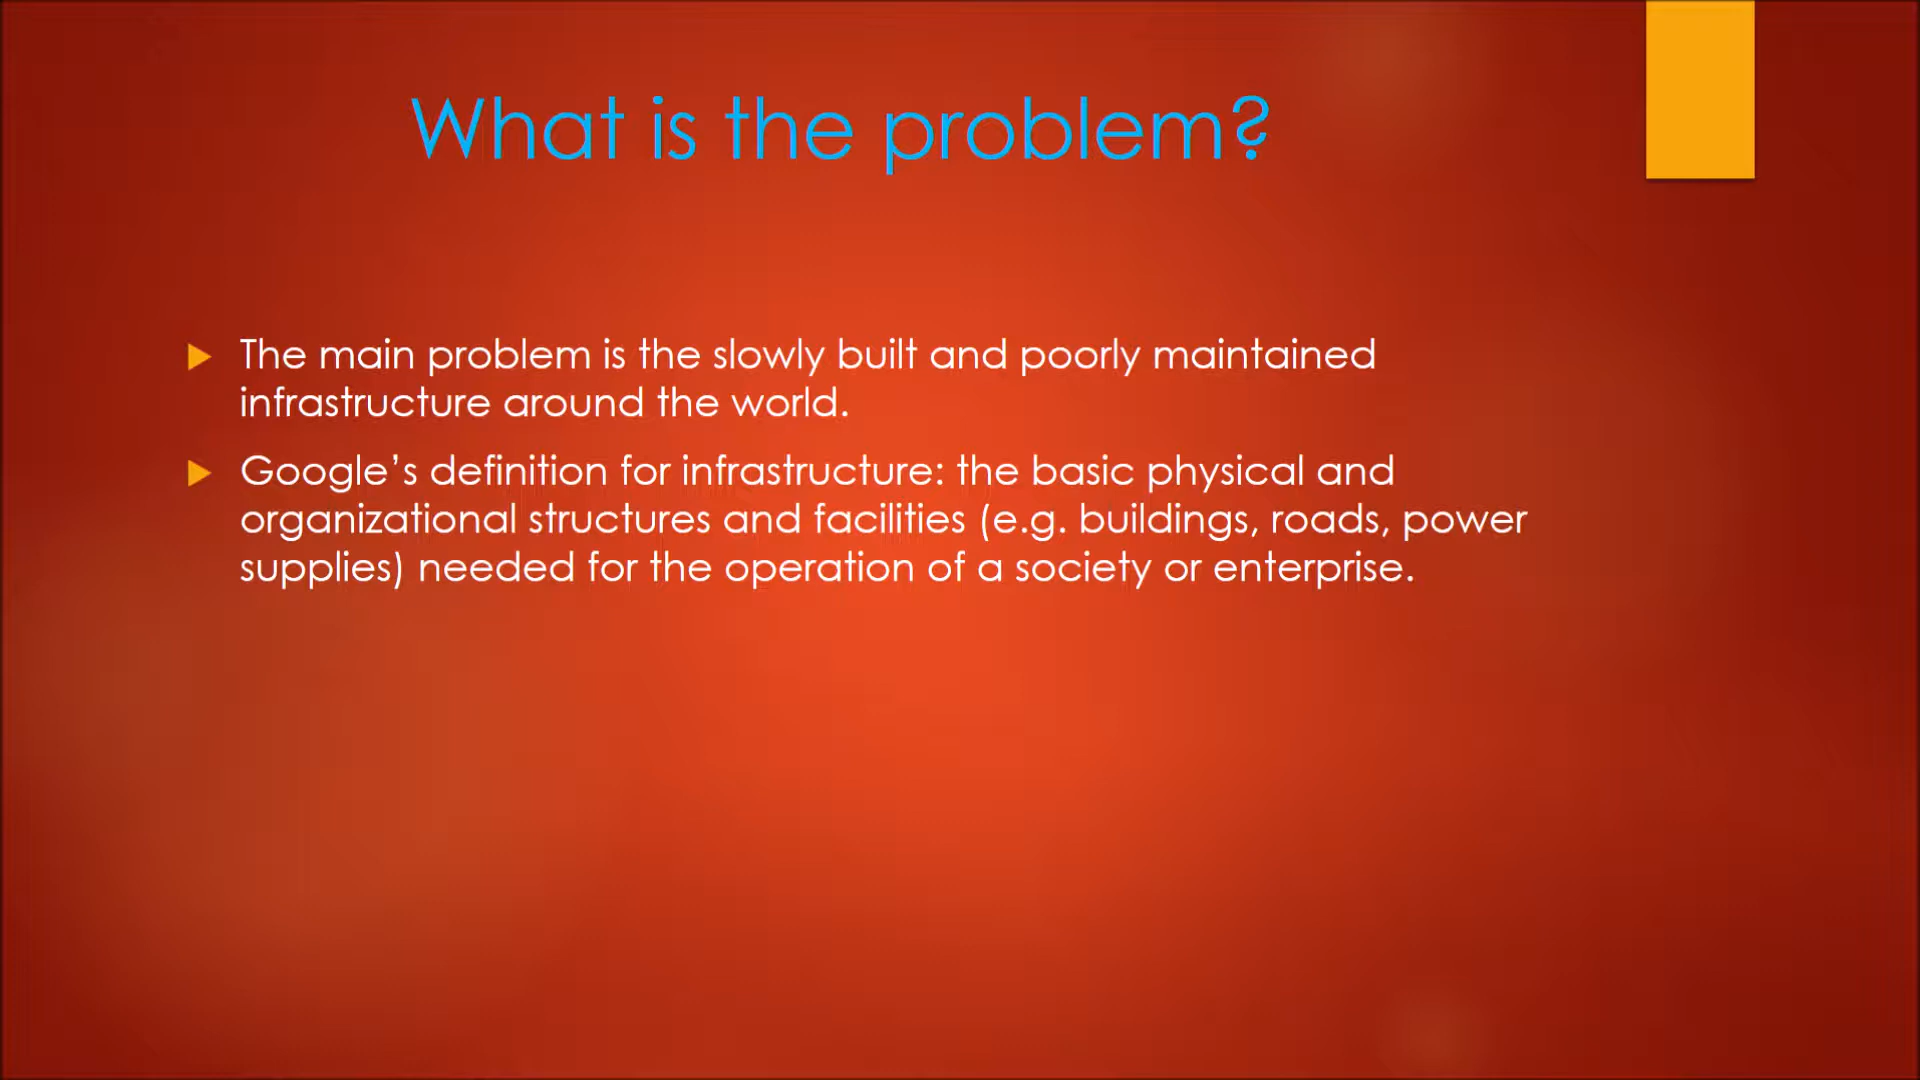 What is the problem?
The main problem is the slowly built and poorly maintained
infrastructure around the world.
Google’s definition for infrastructure: the basic physical and
organizational structures and facilities (e.g. buildings, roads, power
supplies) needed for the operation of a society or enterprise.